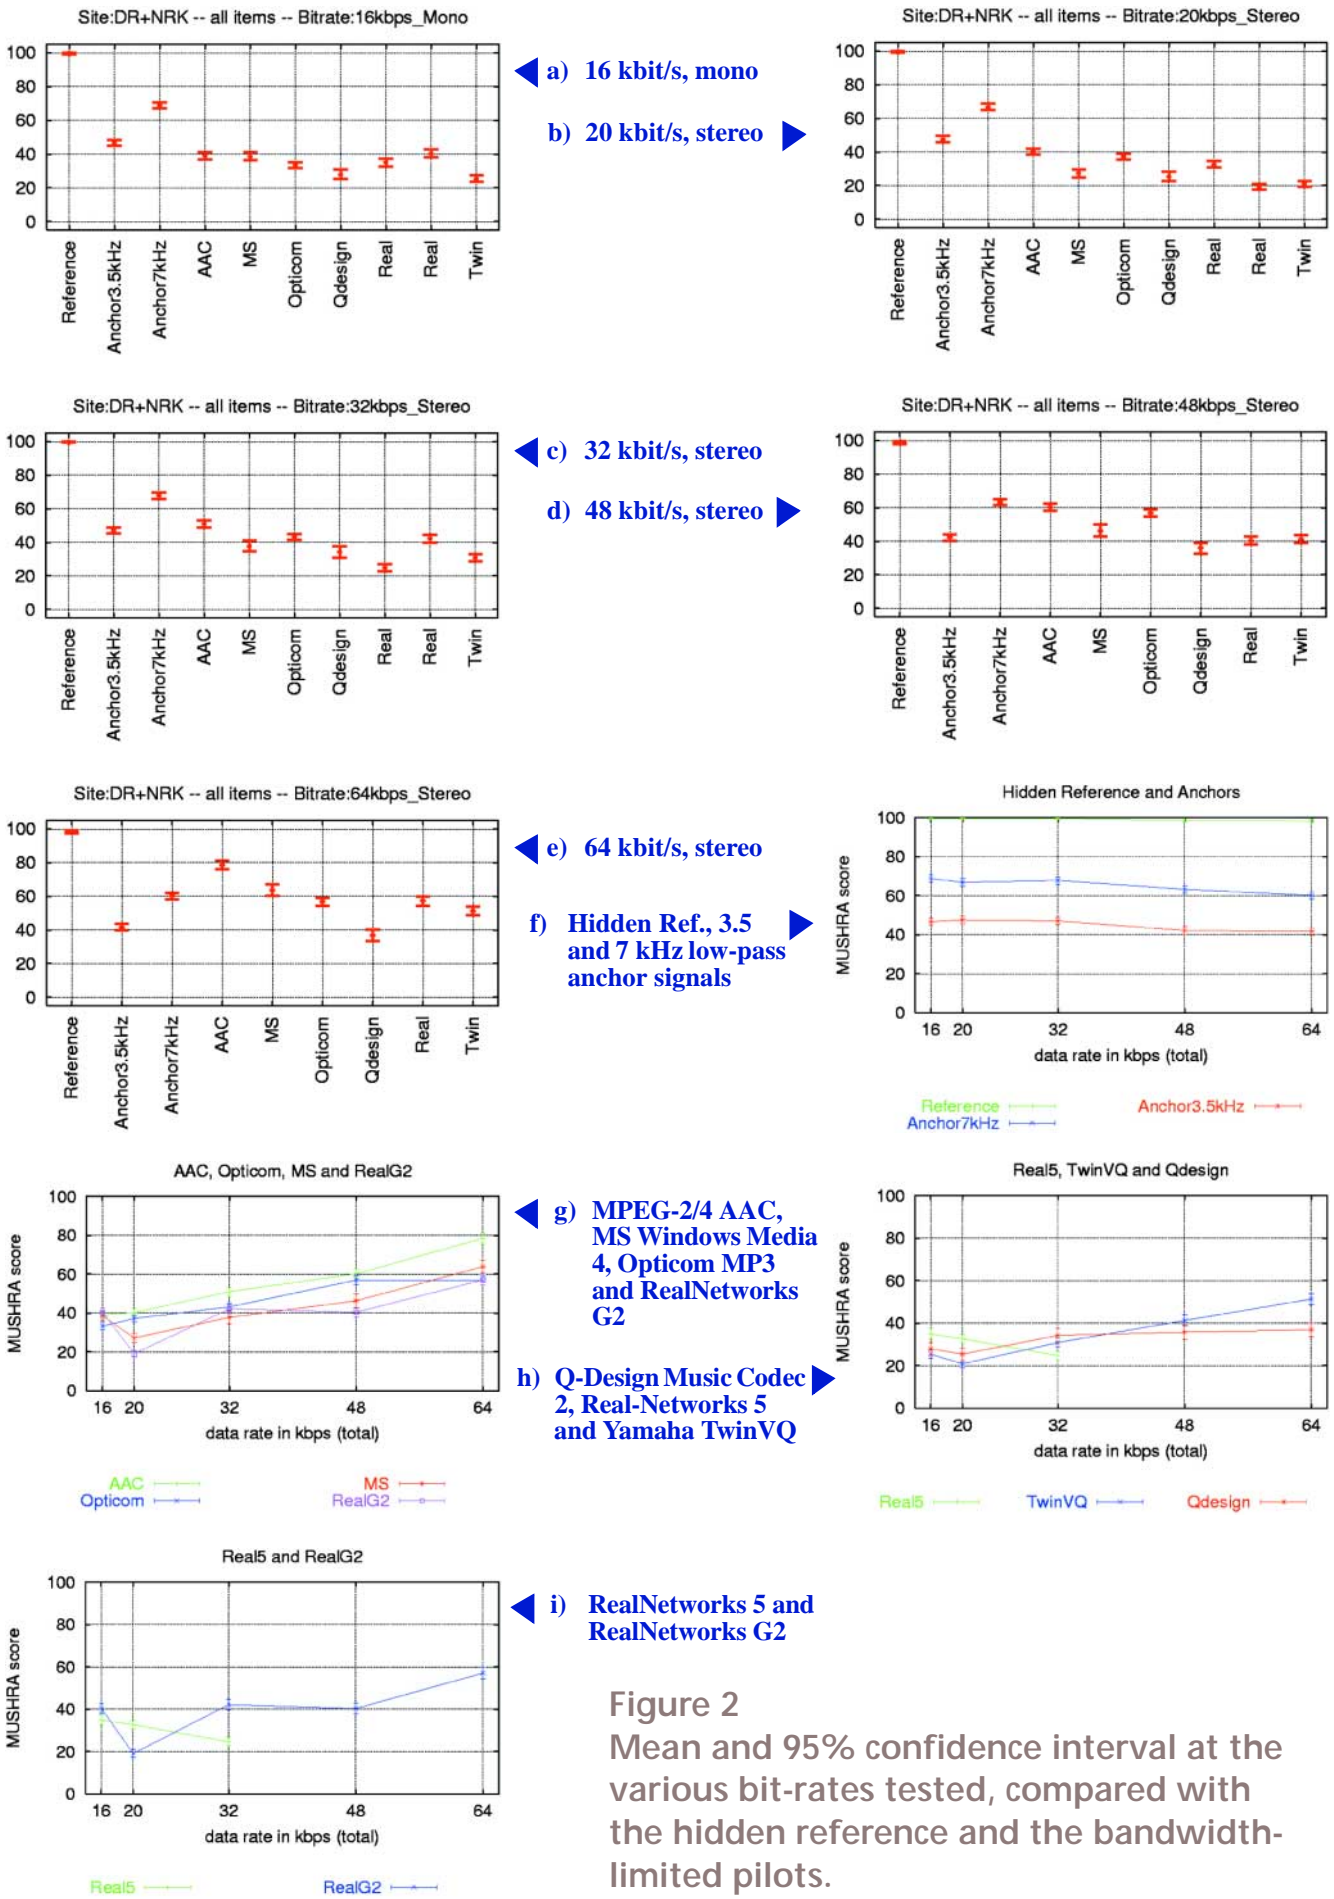 Site:DR+NRK -- all items -- Bitrate:16kbps_Mono
100
80
60
40
20
0
Reference
Anchor3.5kHz
Anchor7kHz
AAC
MS
Opticom
Qdesign
Real
Real
Twin
a) 16 kbit/s, mono
b) 20 kbit/s, stereo
Site:DR+NRK -- all items -- Bitrate:20kbps_Stereo
100
80
60
40
20
0
Reference
Anchor3.5kHz
Anchor7kHz
AAC
MS
Opticom
Qdesign
Real
Real
Twin
Site:DR+NRK -- all items -- Bitrate:32kbps_Stereo
100
80
60
40
20
0
Reference
Anchor3.5kHz
Anchor7kHz
AAC
MS
Opticom
Qdesign
Real
Real
Twin
c) 32 kbit/s, stereo
d) 48 kbit/s, stereo
Site:DR+NRK -- all items -- Bitrate:48kbps_Stereo
100
80
60
40
20
0
Reference
Anchor3.5kHz
Anchor7kHz
AAC
MS
Opticom
Qdesign
Real
Twin
Site:DR+NRK -- all items -- Bitrate:64kbps_Stereo
100
80
60
40
20
0
Reference
Anchor3.5kHz
Anchor7kHz
AAC
MS
Opticom
Qdesign
Real
Twin
e) 64 kbit/s, stereo
f) Hidden Ref., 3.5
and 7 kHz low-pass
anchor signals
Hidden Reference and Anchors
MUSHRA score
100
80
60
40
20
0
16 20 32 48 64
data rate in kbps (total)
Reference
Anchor3.5kHz
Anchor7kHz
AAC, Opticom, MS and RealG2
MUSHRA score
100
80
60
40
20
0
16 20 32 48 64
data rate in kbps (total)
AAC
MS
Opticom
RealG2
g) MPEG-2/4 AAC,
MS Windows Media
4, Opticom MP3
and RealNetworks
G2
h) Q-Design Music Codec
2, Real-Networks 5
and Yamaha TwinVQ
Real5, TwinVQ and Qdesign
MUSHRA score
100
80
60
40
20
0
16 20 32 48 64
data rate in kbps (total)
Real5
TwinVQ
Qdesign
Real5 and RealG2
MUSHRA score
100
80
60
40
20
0
16 20 32 48 64
data rate in kbps (total)
Real5
RealG2
i) RealNetworks 5 and
RealNetworks G2
Figure 2
Mean and 95% confidence interval at the
various bit-rates tested, compared with
the hidden reference and the bandwidth-
limited pilots.